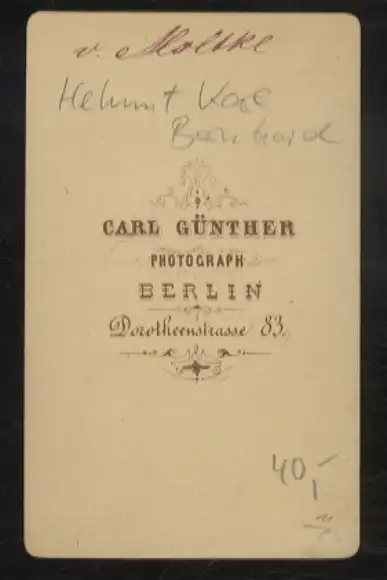 v. Moltke
Helmut Karl
Bernhard
CARL GÜNTHER
PHOTOGRAPH
BERLIN
Dorotheenstrasse 83.
40,-